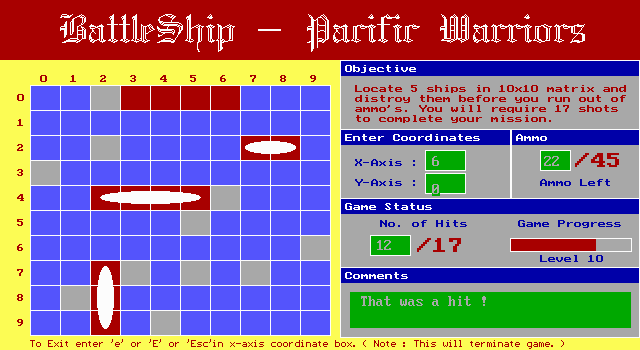 BattleShip – Pacific Warriors
0 1 2 3 4 5 6 7 8 9
0
1
2
3
4
5
6
7
8
9
Objective
Locate 5 ships in 10x10 matrix and
distroy them before you run out of
ammo's. You will require 17 shots
to complete your mission.
Enter Coordinates
X-Axis : 6
Y-Axis : 0
Ammo
22 /45
Ammo Left
Game Status
No. of Hits
12 /17
Game Progress
Level 10
Comments
That was a hit !
To Exit enter 'e' or 'E' or 'Esc'in x-axis coordinate box. ( Note : This will terminate game. )